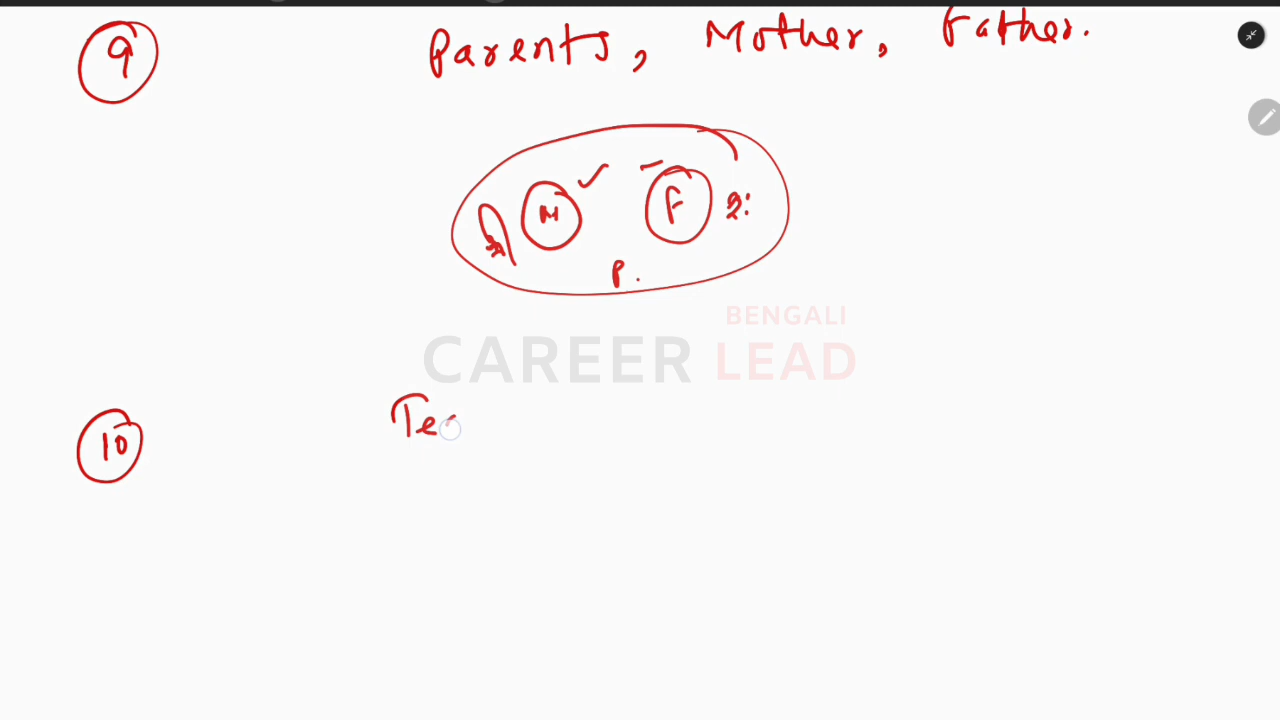 9 Parents, Mother, Father.
M F
P.
BENGALI
CAREER LEAD
10 Te